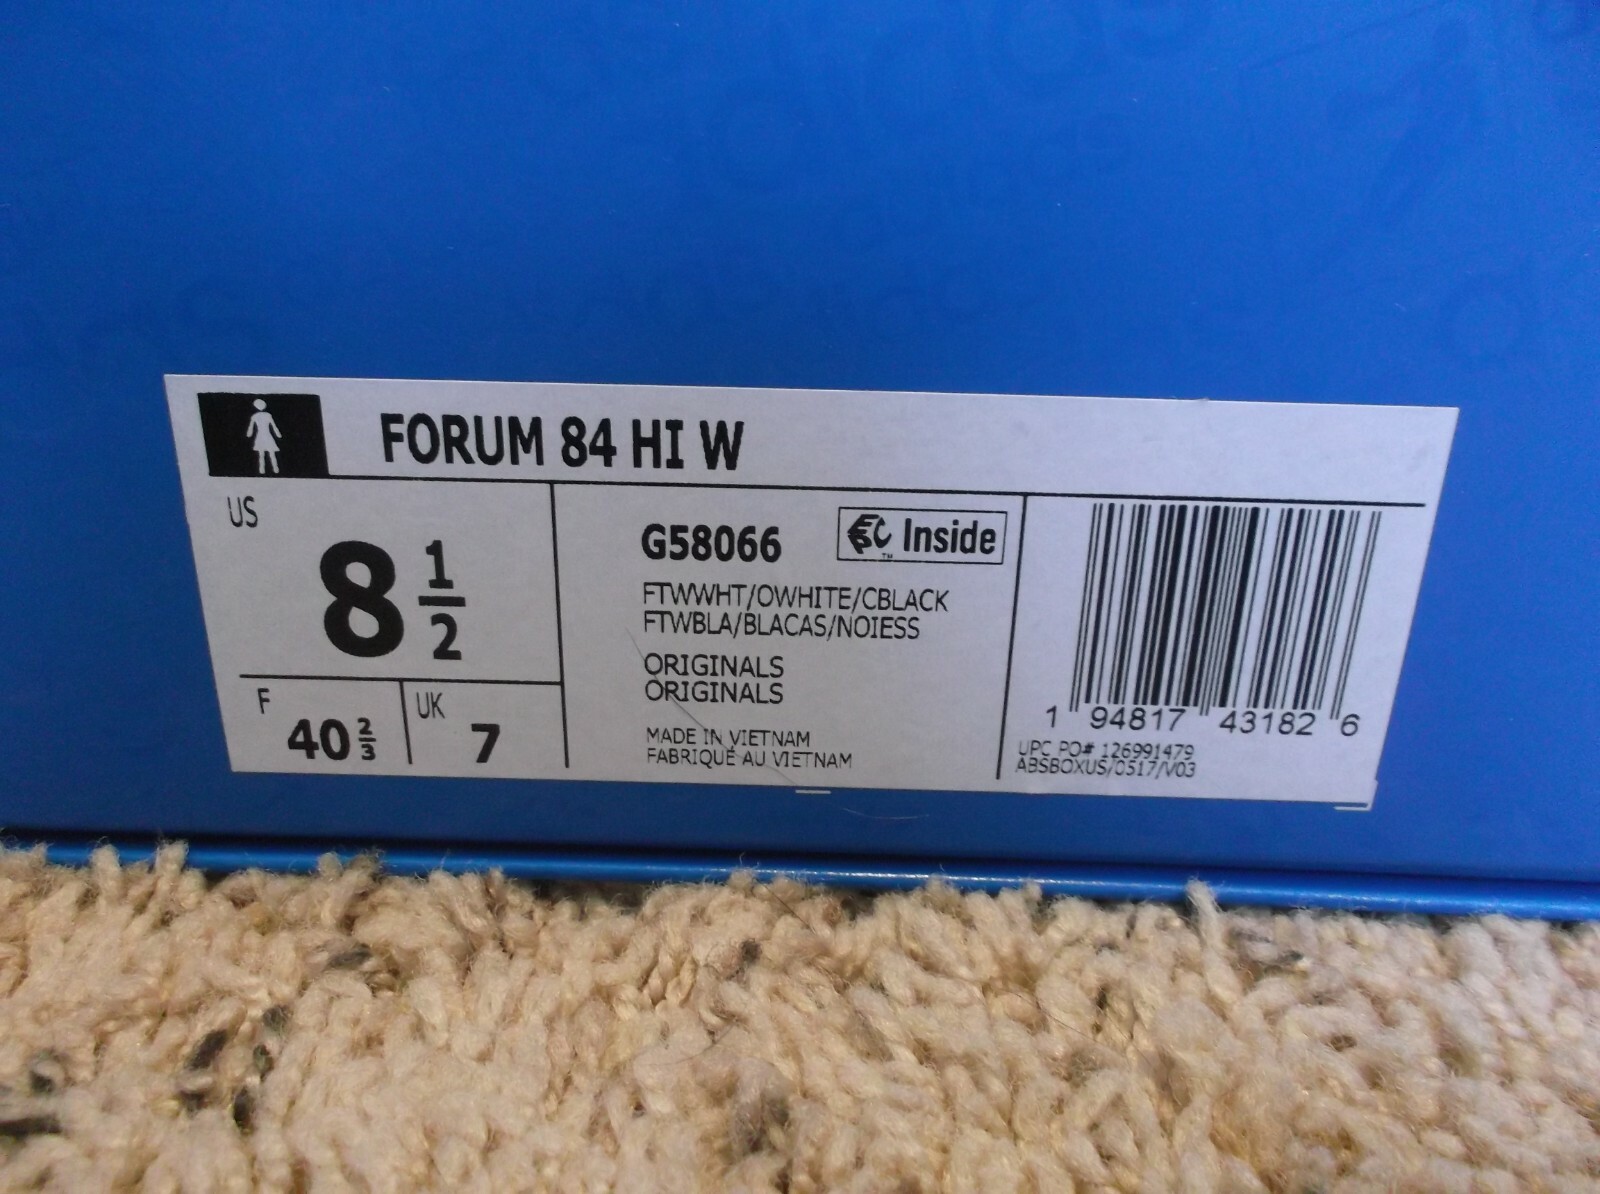 FORUM 84 HI W
US
8 1/2
F
40 2/3
UK
7
G58066
Inside
FTWWHT/OWHITE/CBLACK
FTWBLA/BLACAS/NOIESS
ORIGINALS
ORIGINALS
MADE IN VIETNAM
FABRIQUÉ AU VIETNAM
1 94817 43182 6
UPC PO# 126991479
ABSBOXUS/0517/V03